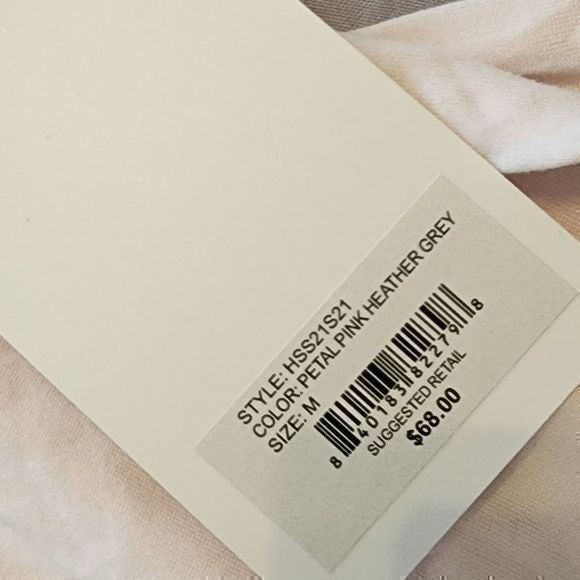 STYLE: HSS21S21
COLOR: PETAL PINK HEATHER GREY
SIZE: M
8 40183 82279 8
SUGGESTED RETAIL
$68.00